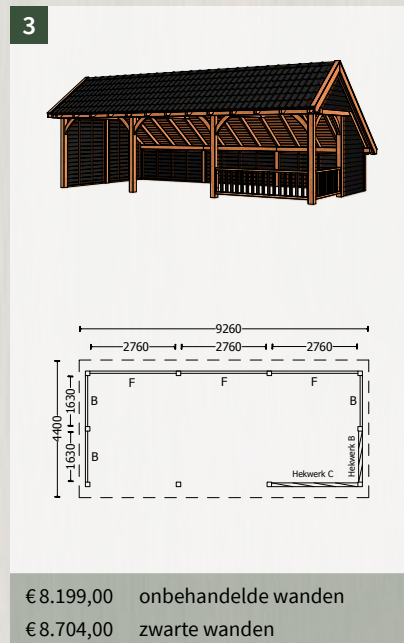 3
9260
2760 2760 2760
4400
1630
1630
F F F
B B
B
Hekwerk B
Hekwerk C
€ 8.199,00 onbehandelde wanden
€ 8.704,00 zwarte wanden